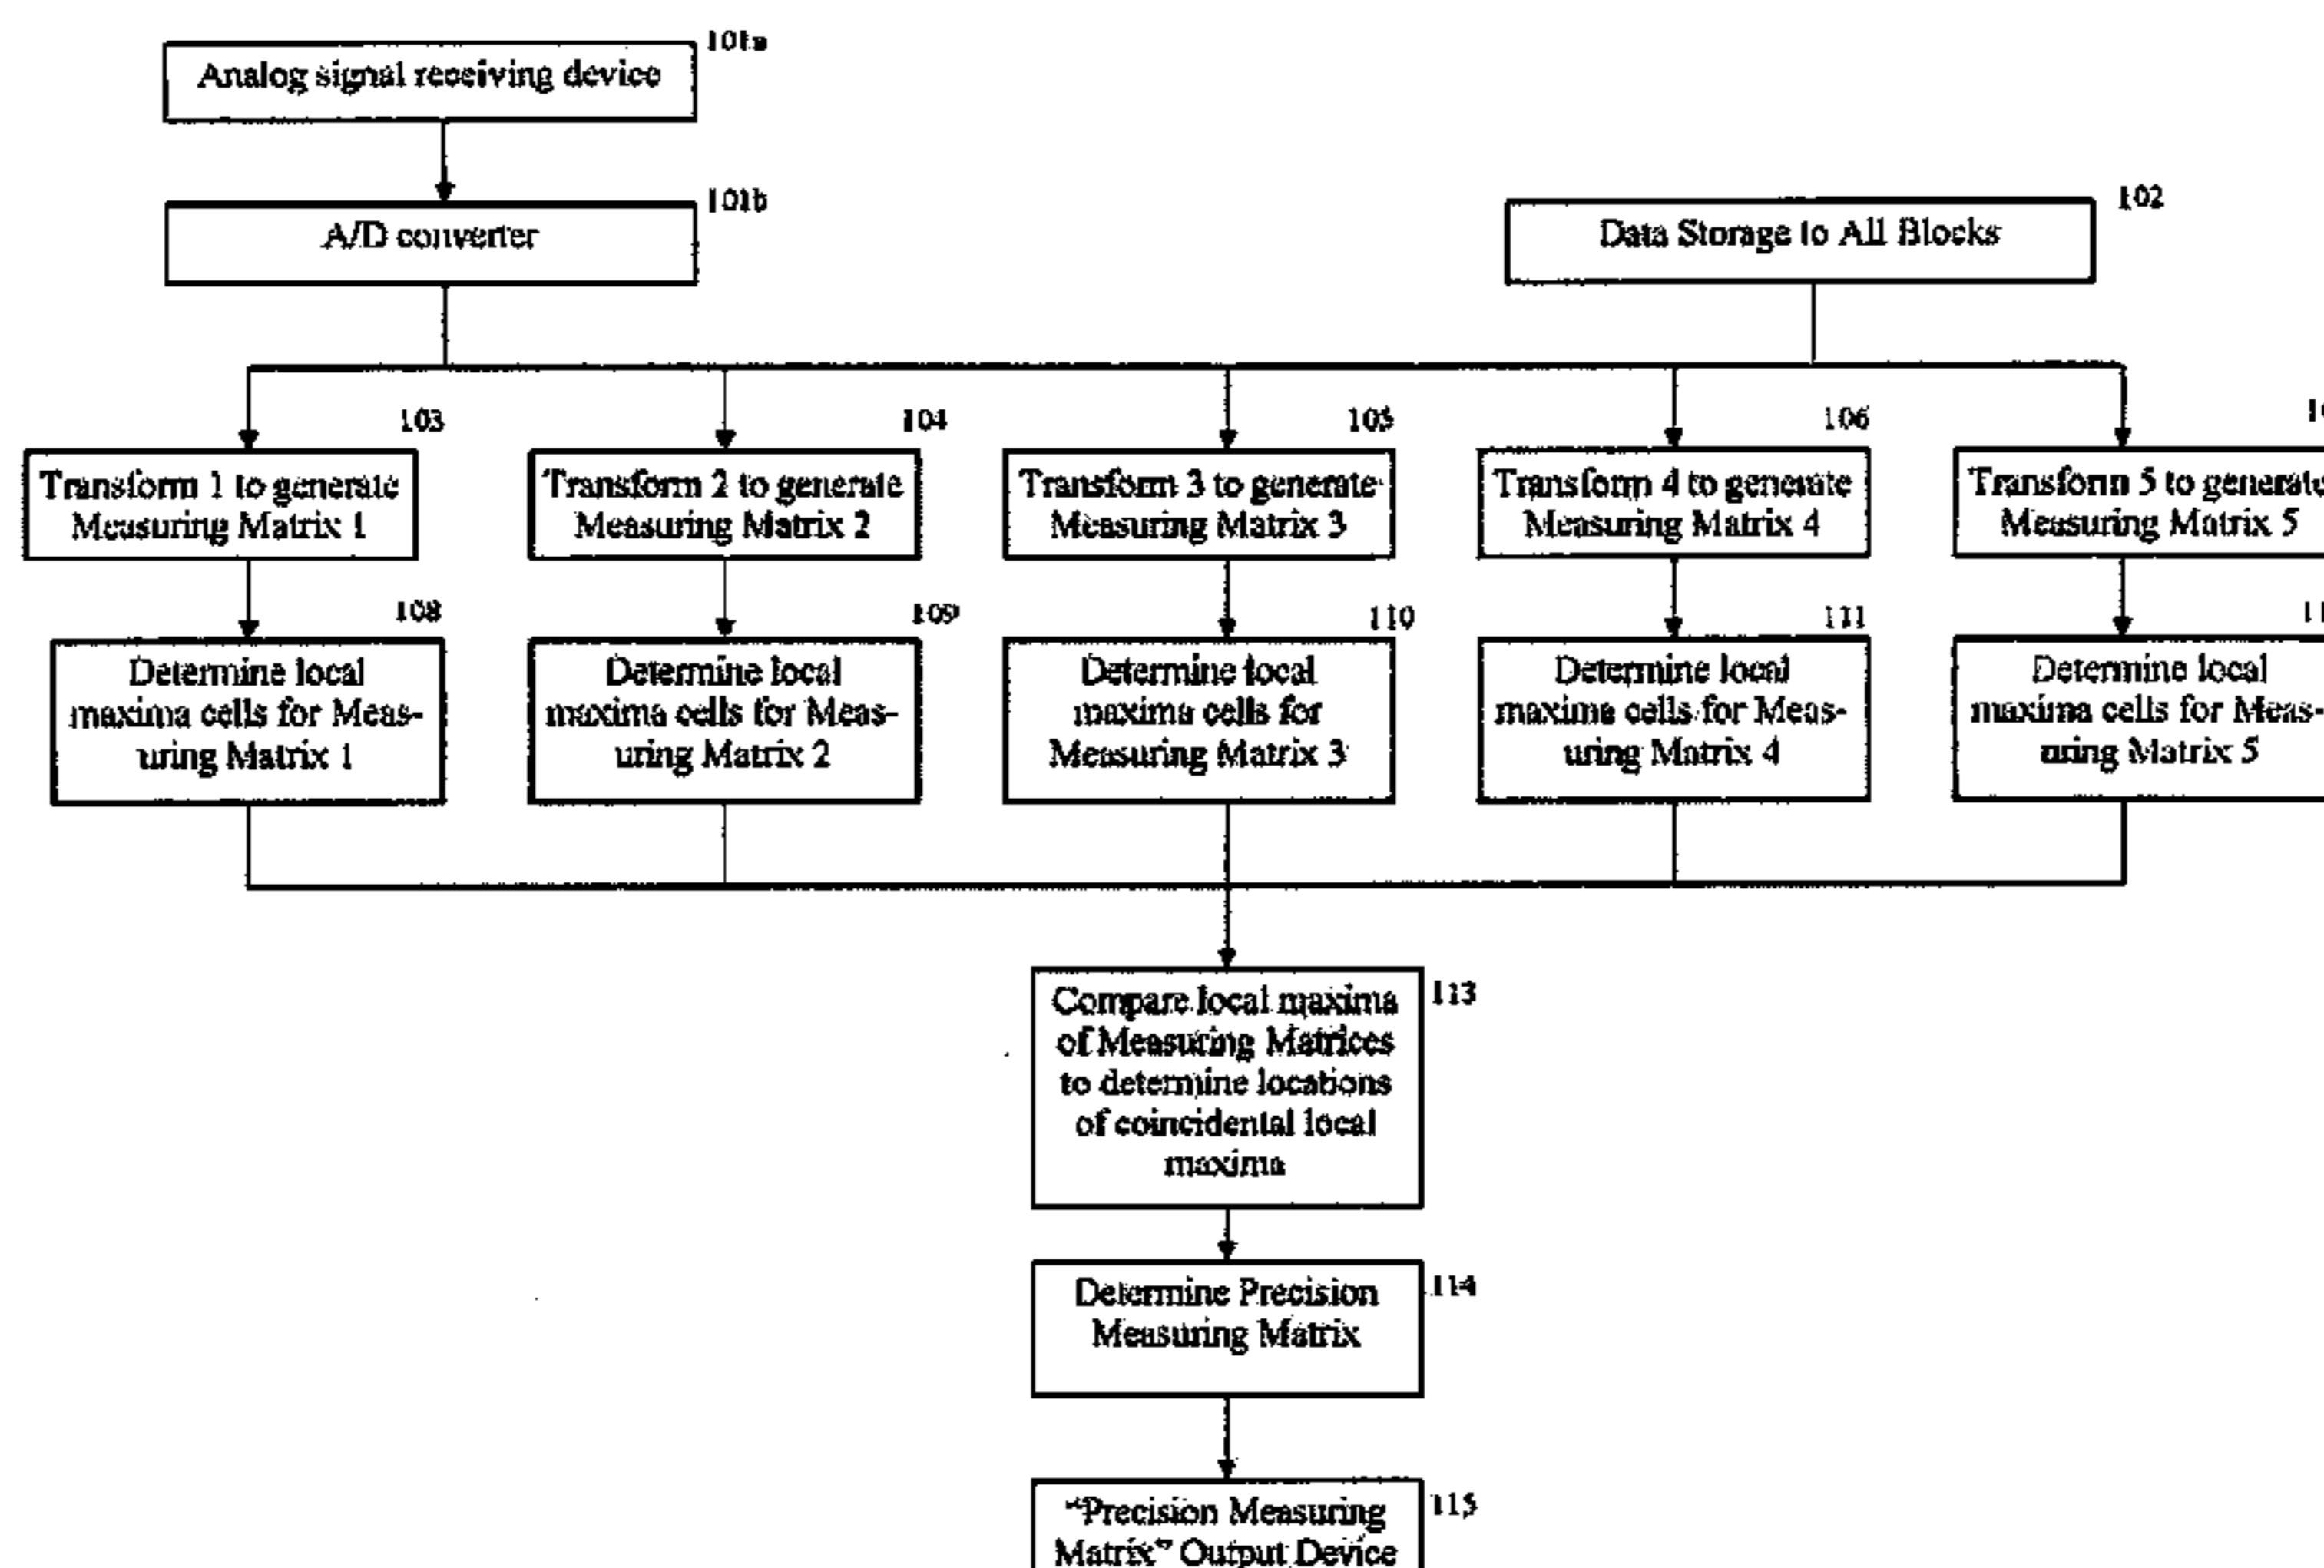 101a
Analog signal receiving device
101b
A/D converter
102
Data Storage to All Blocks
103
Transform 1 to generate
Measuring Matrix 1
104
Transform 2 to generate
Measuring Matrix 2
105
Transform 3 to generate
Measuring Matrix 3
106
Transform 4 to generate
Measuring Matrix 4
Transform 5 to generate
Measuring Matrix 5
108
Determine local
maxima cells for Meas-
uring Matrix 1
109
Determine local
maxima cells for Meas-
uring Matrix 2
110
Determine local
maxima cells for
Measuring Matrix 3
111
Determine local
maxima cells for Meas-
uring Matrix 4
Determine local
maxima cells for Meas-
uring Matrix 5
113
Compare local maxima
of Measuring Matrices
to determine locations
of coincidental local
maxima
114
Determine Precision
Measuring Matrix
115
"Precision Measuring
Matrix" Output Device